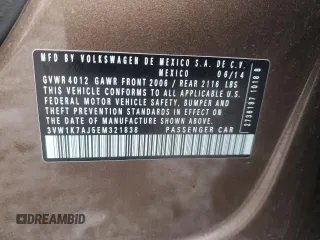 MFD. BY VOLKSWAGEN DE MEXICO S.A. DE C.V.
MEXICO 06/14
GVWR 4012 GAWR FRONT 2006 / REAR 2116 LBS
THIS VEHICLE CONFORMS TO ALL APPLICABLE U.S.
FEDERAL MOTOR VEHICLE SAFETY, BUMPER AND
THEFT PREVENTION STANDARDS IN EFFECT ON THE
DATE OF MANUFACTURE SHOWN ABOVE.
3VW1K7AJ5EM321838 PASSENGER CAR
DREAMBID